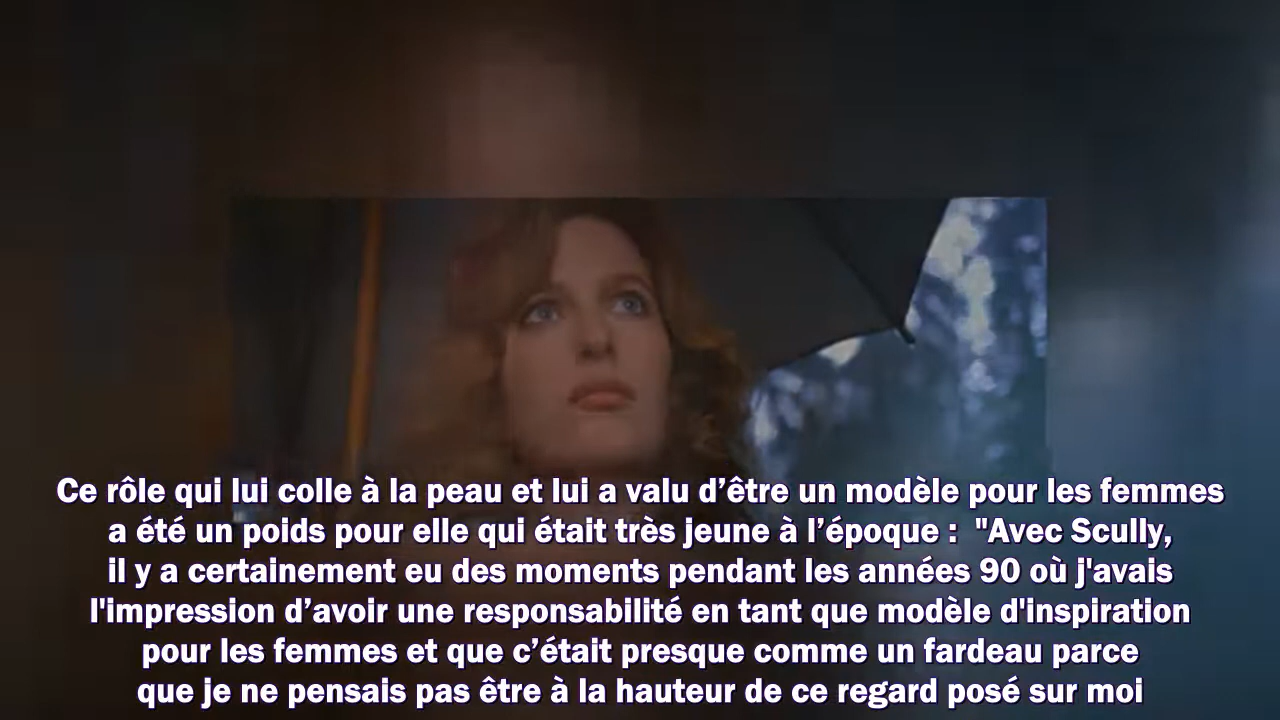 Ce rôle qui lui colle à la peau et lui a valu d’être un modèle pour les femmes
a été un poids pour elle qui était très jeune à l’époque :  "Avec Scully,
il y a certainement eu des moments pendant les années 90 où j'avais
l'impression d’avoir une responsabilité en tant que modèle d'inspiration
pour les femmes et que c’était presque comme un fardeau parce
que je ne pensais pas être à la hauteur de ce regard posé sur moi